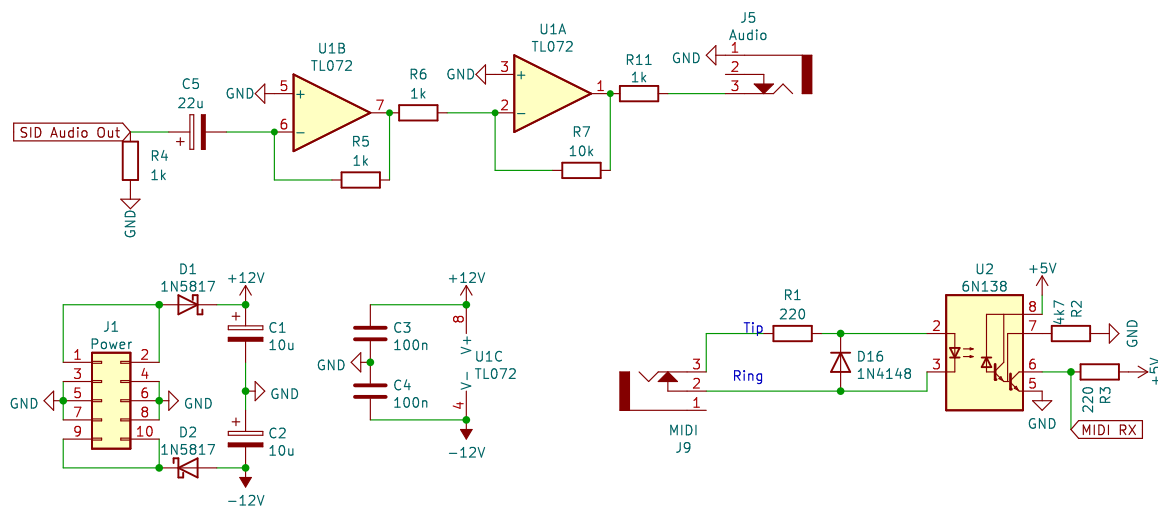 J5
Audio
GND
1
2
3
U1B
TL072
U1A
TL072
R11
1k
R6
1k
C5
22u
GND
5
+
6
−
7
GND
3
+
2
−
1
SID Audio Out
+
R4
1k
GND
R5
1k
R7
10k
D1
1N5817
+12V
+
C1
10u
J1
Power
1
2
3
4
GND
5
6
GND
7
8
9
10
GND
+
C2
10u
D2
1N5817
-12V
+12V
8
V+
C3
100n
GND
U1C
TL072
C4
100n
V-
4
-12V
Tip
R1
220
D16
1N4148
Ring
3
2
1
MIDI
J9
U2
6N138
+5V
8
2
7
4k7
R2
GND
3
6
220
R3
+5V
5
GND
MIDI RX